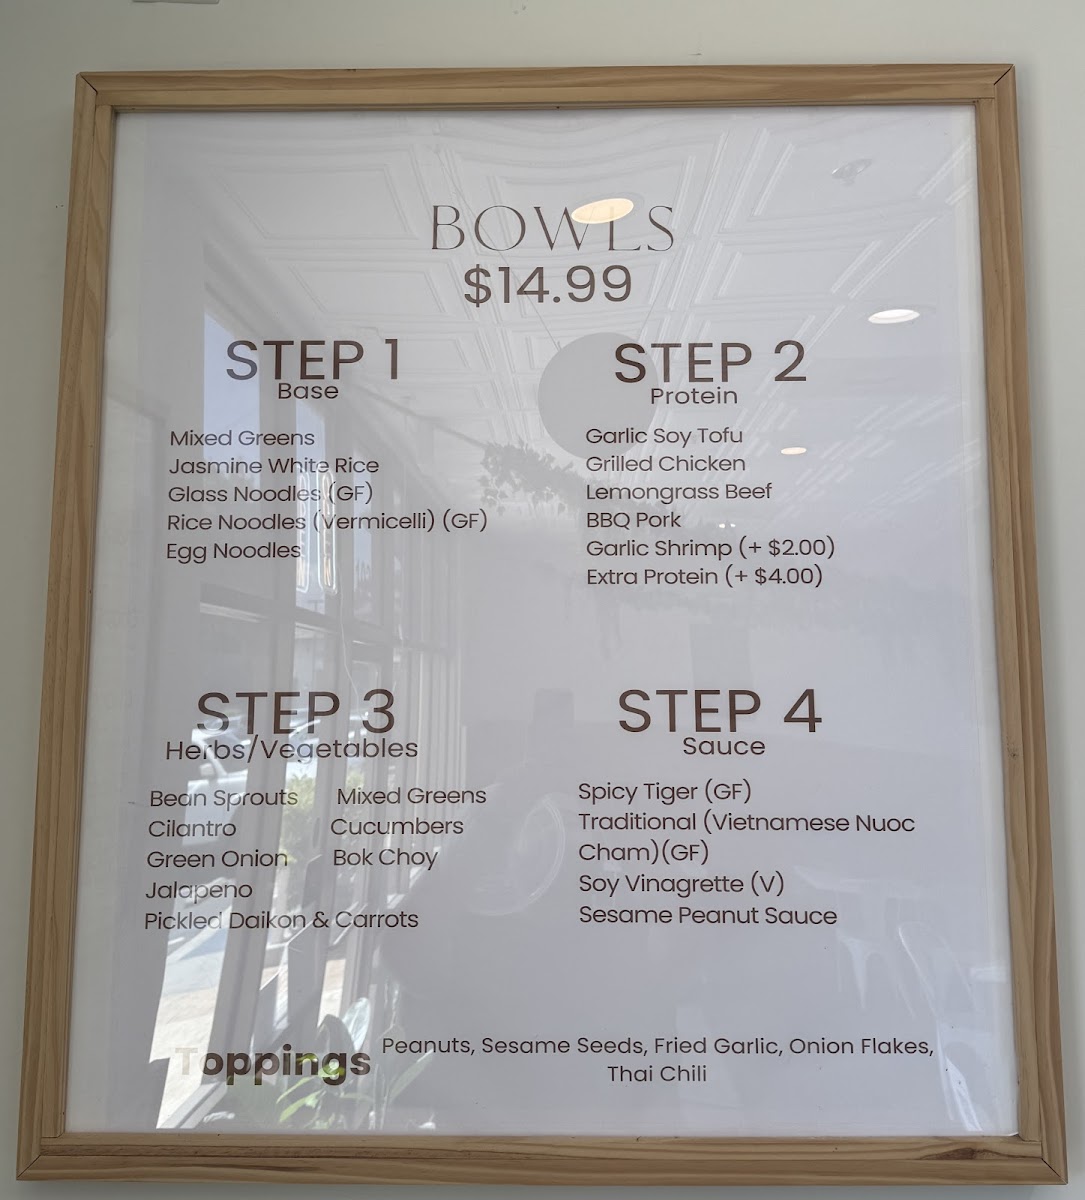 BOWLS
$14.99
STEP 1
Base
Mixed Greens
Jasmine White Rice
Glass Noodles (GF)
Rice Noodles (Vermicelli) (GF)
Egg Noodles
STEP 2
Protein
Garlic Soy Tofu
Grilled Chicken
Lemongrass Beef
BBQ Pork
Garlic Shrimp (+ $2.00)
Extra Protein (+ $4.00)
STEP 3
Herbs/Vegetables
Bean Sprouts
Cilantro
Green Onion
Jalapeno
Pickled Daikon & Carrots
Mixed Greens
Cucumbers
Bok Choy
STEP 4
Sauce
Spicy Tiger (GF)
Traditional (Vietnamese Nuoc
Cham)(GF)
Soy Vinagrette (V)
Sesame Peanut Sauce
Toppings
Peanuts, Sesame Seeds, Fried Garlic, Onion Flakes,
Thai Chili